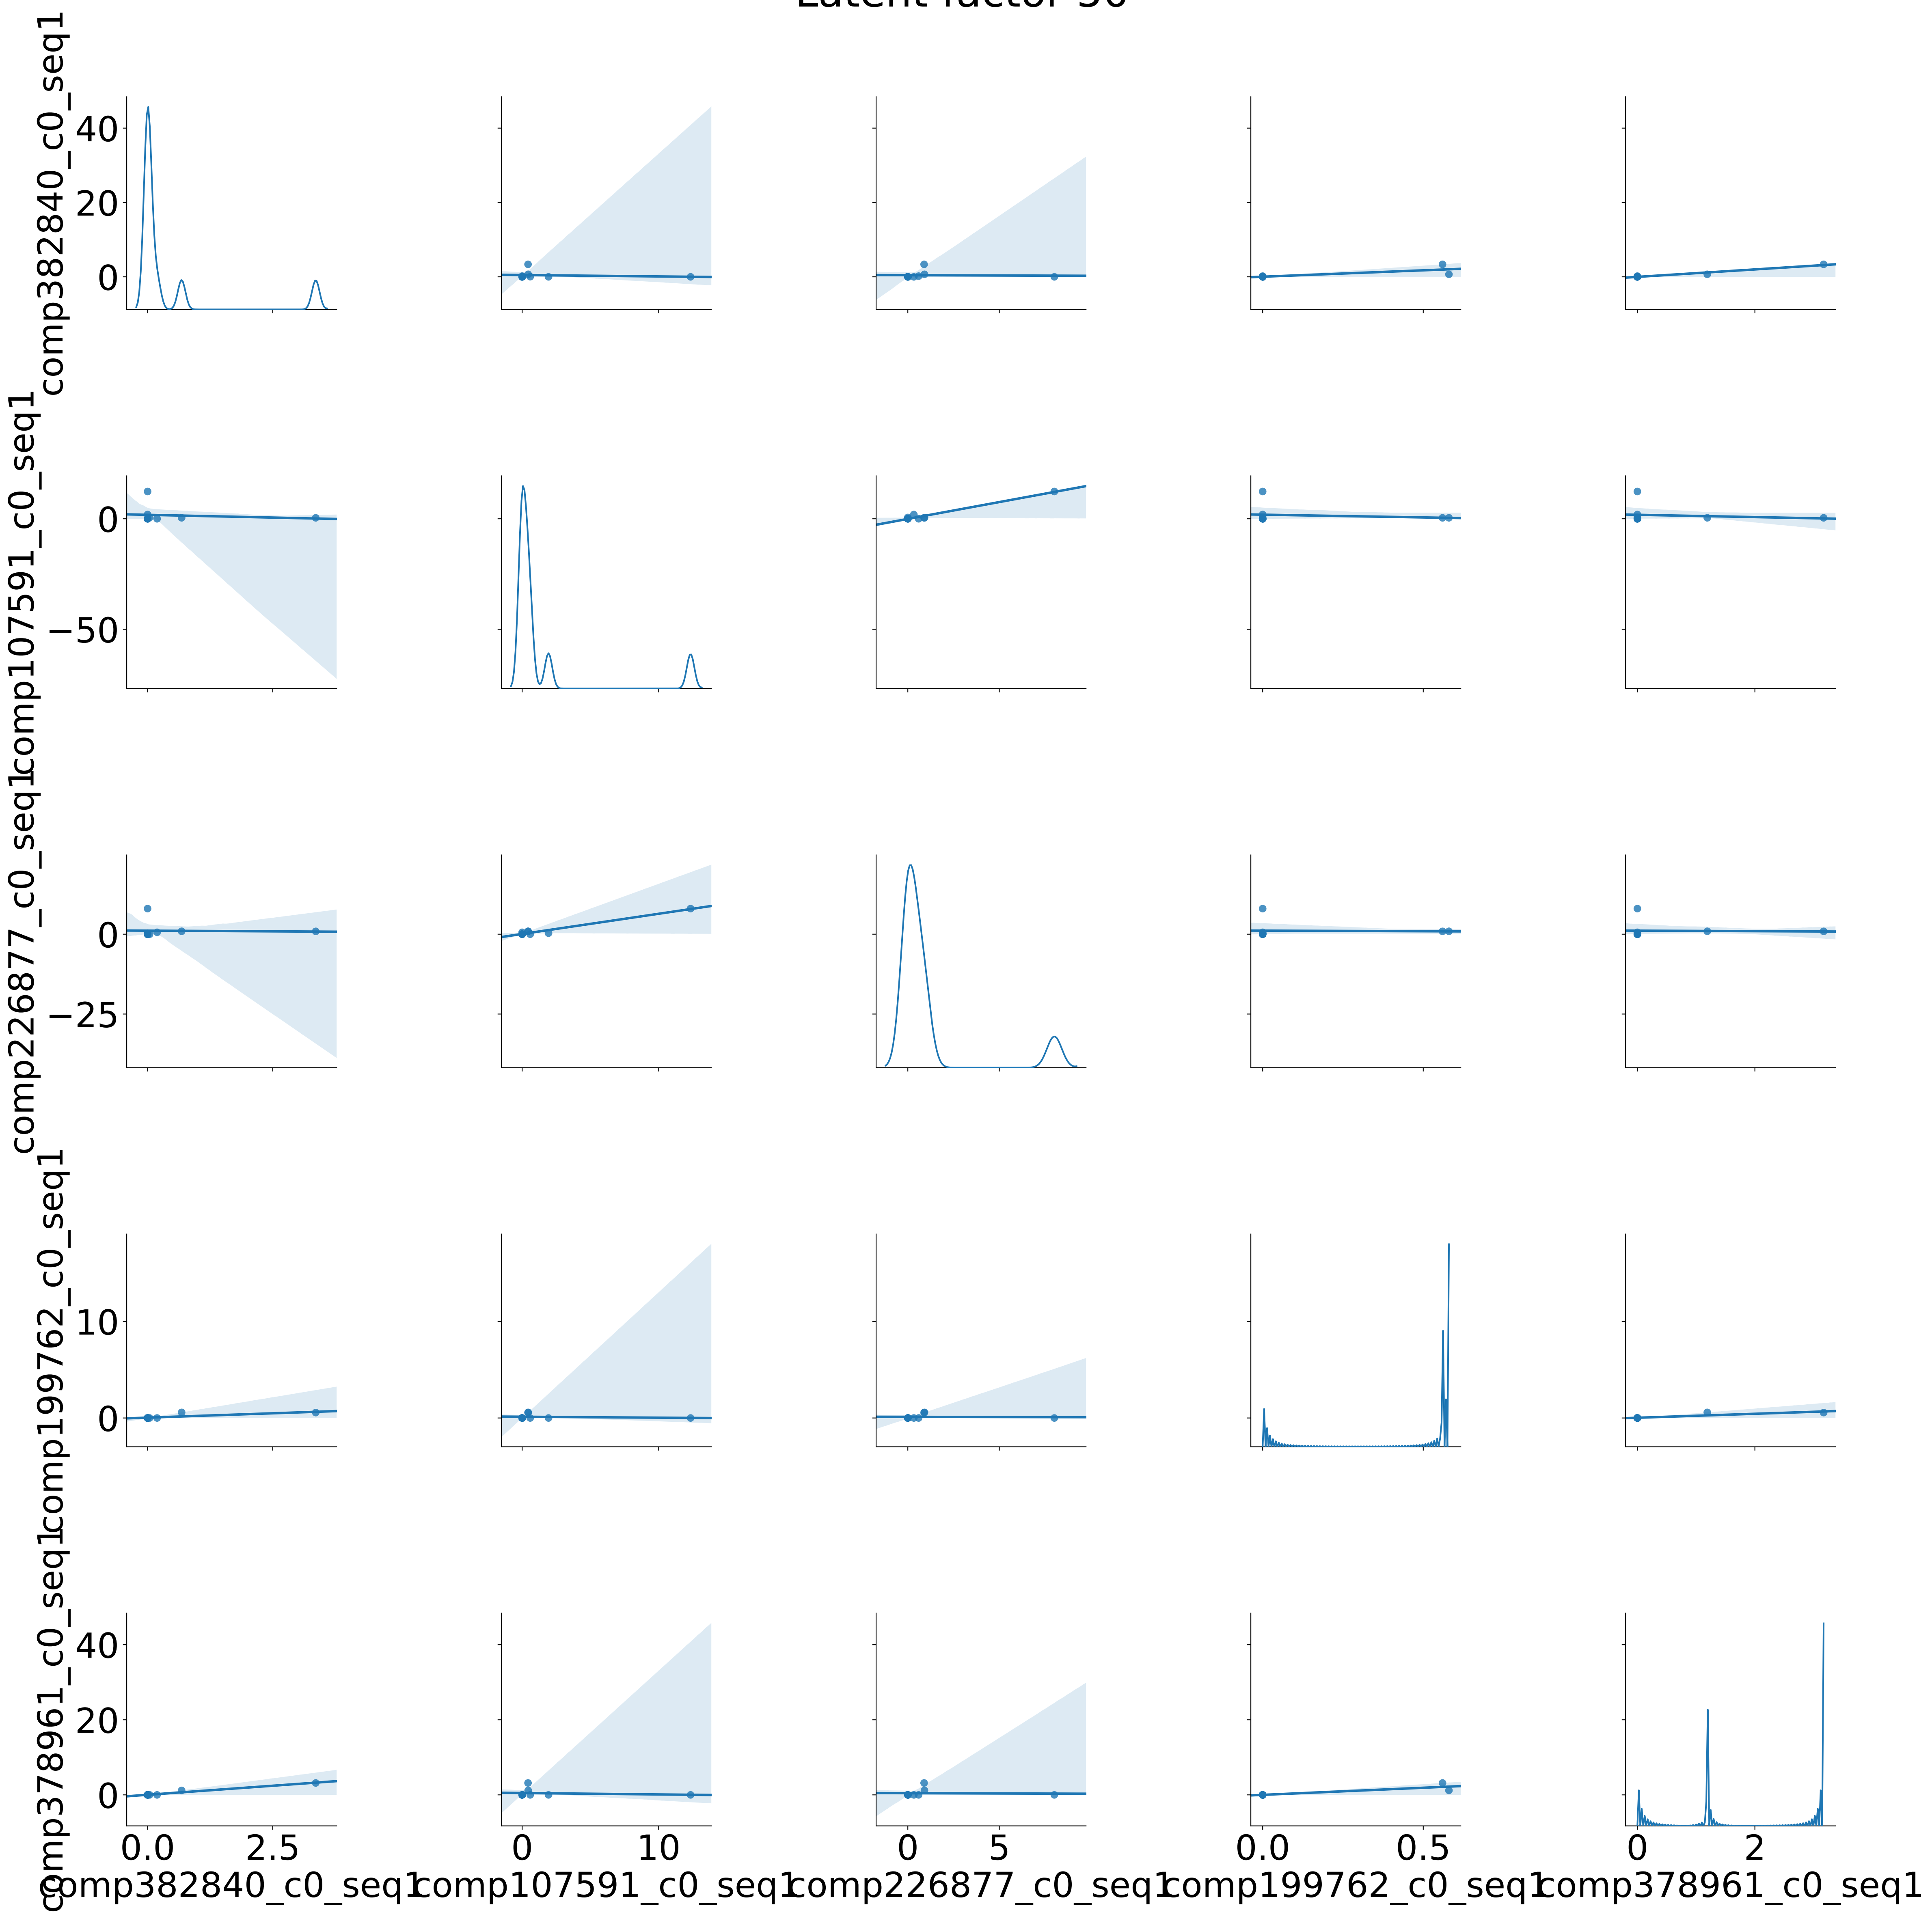 Latent factor 30
comp382840_c0_seq1
40
20
0
comp107591_c0_seq1
0
−50
comp226877_c0_seq1
0
−25
comp199762_c0_seq1
10
0
comp378961_c0_seq1
40
20
0
0.0 2.5 0 10 0 5 0.0 0.5 0 2
comp382840_c0_seq1 comp107591_c0_seq1 comp226877_c0_seq1 comp199762_c0_seq1 comp378961_c0_seq1